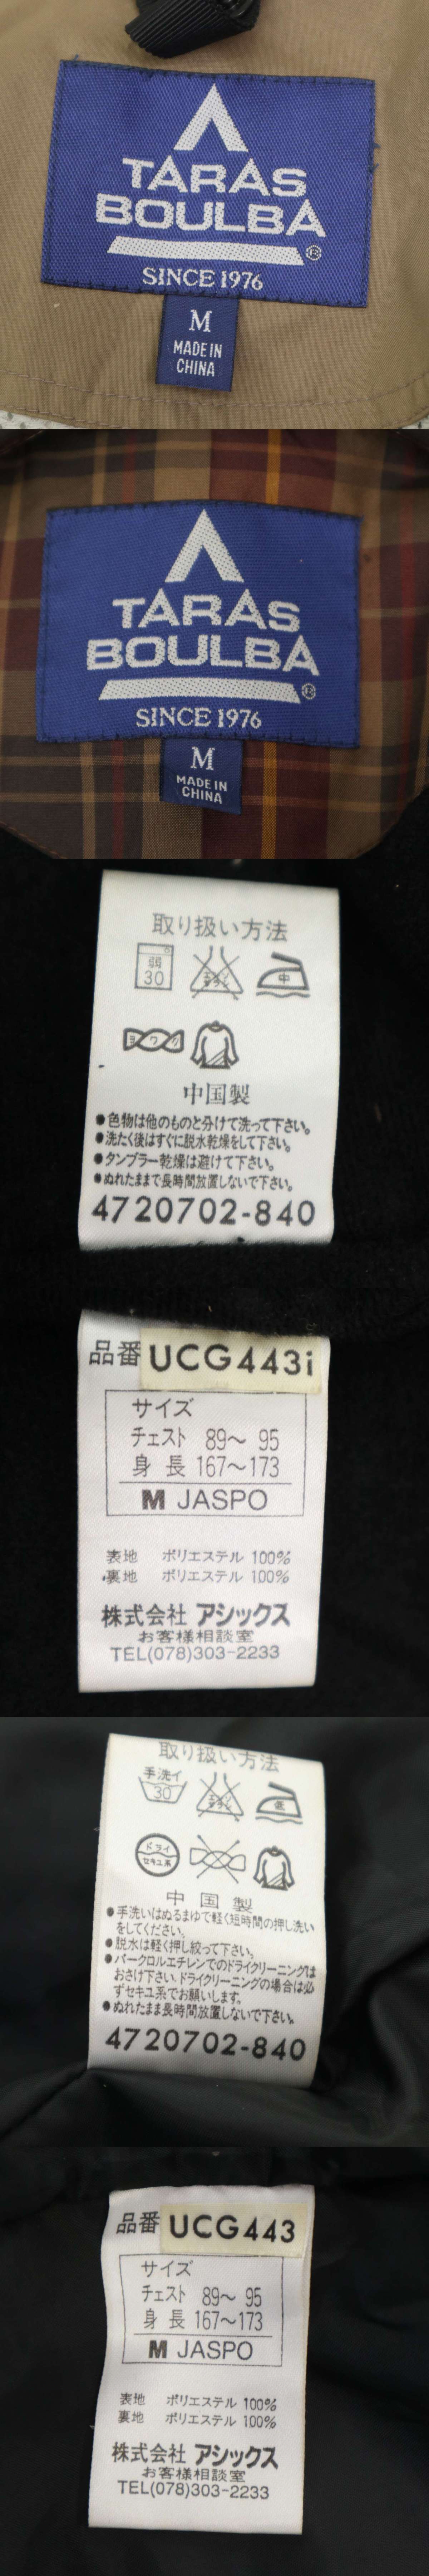 TARAS
BOULBA
®
SINCE 1976
M
MADE IN
CHINA
TARAS
BOULBA
®
SINCE 1976
M
MADE IN
CHINA
取り扱い方法
弱
30
エンソ
サラシ
中
ヨワク
中国製
●色物は他のものと分けて洗って下さい。
●洗たく後はすぐに脱水乾燥をして下さい。
●タンブラー乾燥は避けて下さい。
●ぬれたままで長時間放置しないで下さい。
4720702-840
品番 UCG443i
サイズ
チェスト 89～ 95
身 長 167～173
M JASPO
表地 ポリエステル 100%
裏地 ポリエステル 100%
株式会社 アシックス
お客様相談室
TEL(078)303-2233
取り扱い方法
手洗イ
30
エンソ
サラシ
低
ドライ
セキユ系
中 国 製
●手洗いはぬるまゆで軽く短時間の押し洗い
をしてください。
●脱水は軽く押し絞って下さい。
●パークロルエチレンでのドライクリーニングは
おさけ下さい。ドライクリーニングの場合は必
ずセキユ系でお願いします。
●ぬれたまま長時間放置しないで下さい。
4720702-840
品番 UCG443
サイズ
チェスト 89～ 95
身 長 167～173
M JASPO
表地 ポリエステル 100%
裏地 ポリエステル 100%
株式会社 アシックス
お客様相談室
TEL(078)303-2233